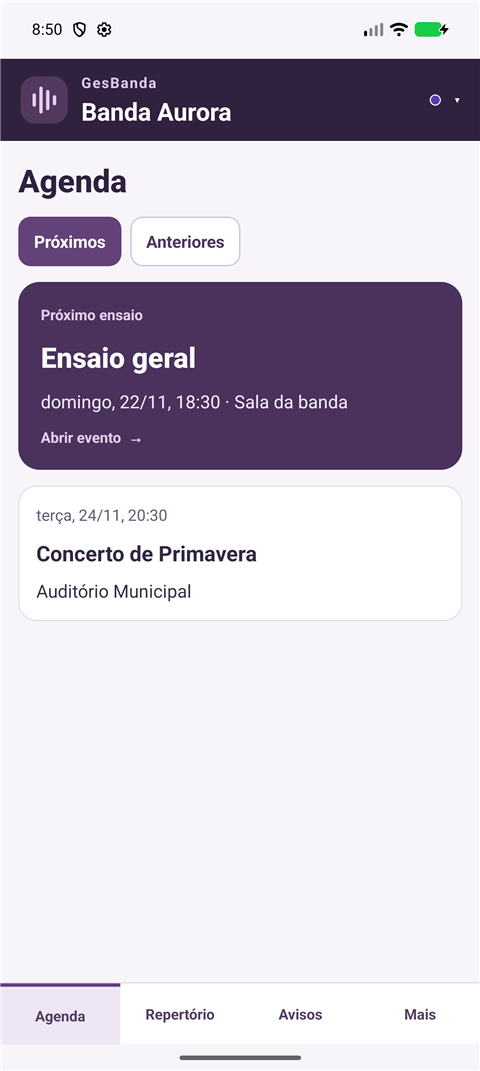 8:50
GesBanda
Banda Aurora
Agenda
Próximos
Anteriores
Próximo ensaio
Ensaio geral
domingo, 22/11, 18:30 · Sala da banda
Abrir evento →
terça, 24/11, 20:30
Concerto de Primavera
Auditório Municipal
Agenda
Repertório
Avisos
Mais